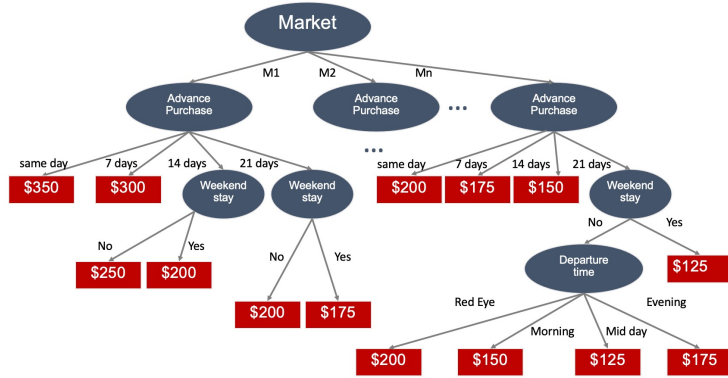 Market
M1
M2
Mn
Advance
Purchase
Advance
Purchase
...
Advance
Purchase
...
same day
7 days
14 days
21 days
same day
7 days
14 days
21 days
$350
$300
Weekend
stay
Weekend
stay
$200
$175
$150
Weekend
stay
No
Yes
No
Yes
No
Yes
$250
$200
$200
$175
Departure
time
$125
Red Eye
Morning
Mid day
Evening
$200
$150
$125
$175